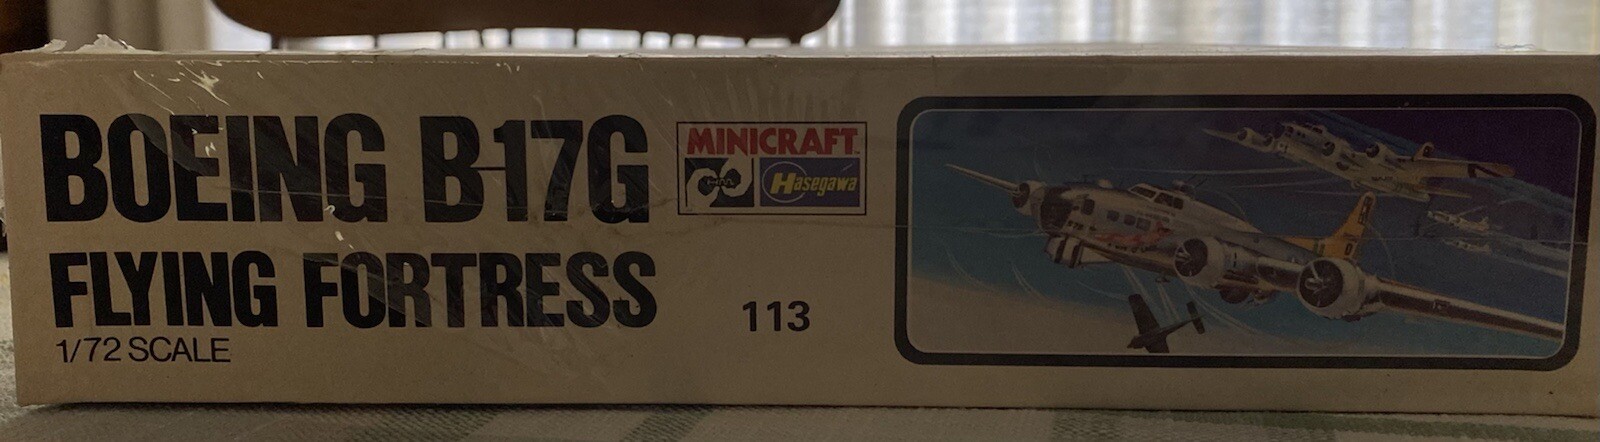 BOEING B-17G
FLYING FORTRESS
1/72 SCALE
MINICRAFT
Hasegawa
113